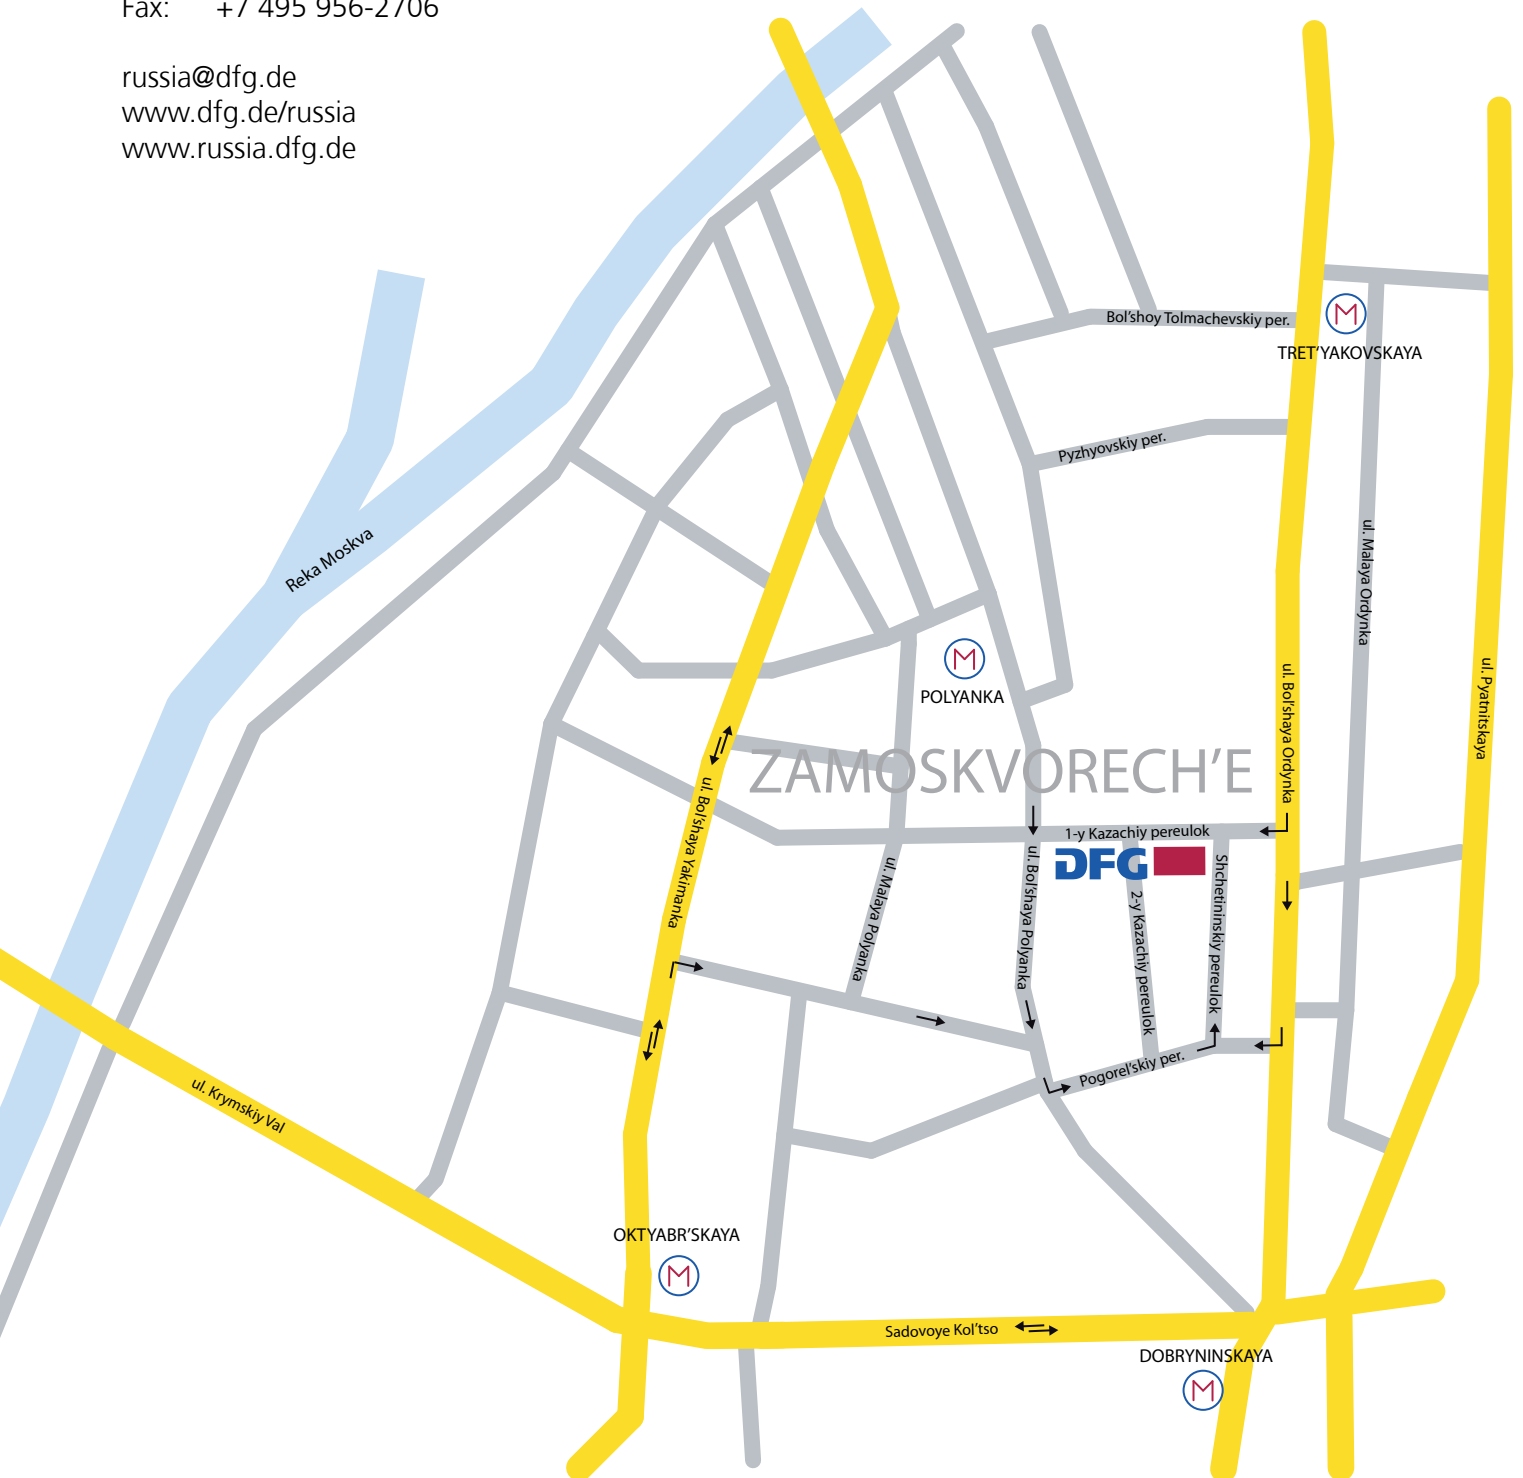 Fax: +7 495 956-2706
russia@dfg.de
www.dfg.de/russia
www.russia.dfg.de
Bol'shoy Tolmachevskiy per.
TRET'YAKOVSKAYA
Pyzhyovskiy per.
Reka Moskva
ul. Malaya Ordynka
POLYANKA
ul. Bol'shaya Ordynka
ul. Pyatnitskaya
ZAMOSKVORECH'E
ul. Bol'shaya Yakimanka
1-y Kazachiy pereulok
DFG
ul. Malaya Polyanka
ul. Bol'shaya Polyanka
2-y Kazachiy pereulok
Shchetininskiy pereulok
Pogorel'skiy per.
ul. Krymskiy Val
OKTYABR'SKAYA
Sadovoye Kol'tso
DOBRYNINSKAYA